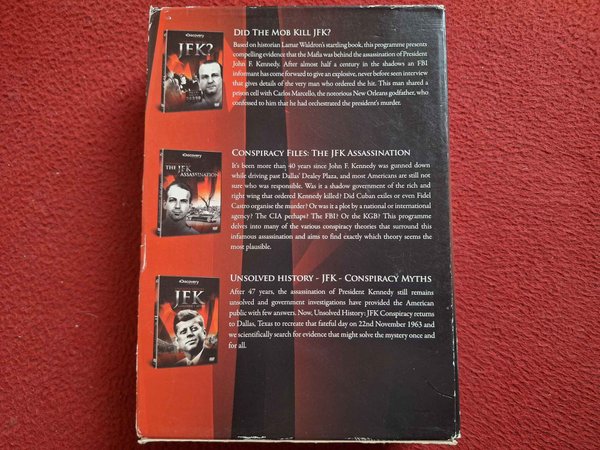 DID THE MOB KILL JFK?
Based on historian Lamar Waldron's startling book, this programme presents
compelling evidence that the Mafia was behind the assassination of President
John F. Kennedy. After almost half a century in the shadows an FBI
informant has come forward to give an explosive, never before seen interview
that gives details of the very man who ordered the hit. This man shared a
prison cell with Carlos Marcello, the notorious New Orleans godfather, who
confessed to him that he had orchestrated the president's murder.
Discovery
JFK?
CONSPIRACY FILES: THE JFK ASSASSINATION
It's been more than 40 years since John F. Kennedy was gunned down
while driving past Dallas' Dealey Plaza, and most Americans are still not
sure who was responsible. Was it a shadow government of the rich and
right wing that ordered Kennedy killed? Did Cuban exiles or even Fidel
Castro organise the murder? Or was it a plot by a national or international
agency? The CIA perhaps? The FBI? Or the KGB? This programme
delves into many of the various conspiracy theories that surround this
infamous assassination and aims to find exactly which theory seems the
most plausible.
Discovery
THE JFK
ASSASSINATION
UNSOLVED HISTORY - JFK - CONSPIRACY MYTHS
After 47 years, the assassination of President Kennedy still remains
unsolved and government investigations have provided the American
public with few answers. Now, Unsolved History: JFK Conspiracy returns
to Dallas, Texas to recreate that fateful day on 22nd November 1963 and
we scientifically search for evidence that might solve the mystery once and
for all.
Discovery
JFK